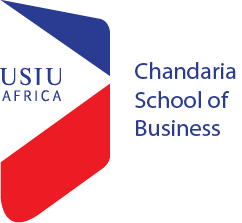 USIU
AFRICA
Chandaria
School of
Business